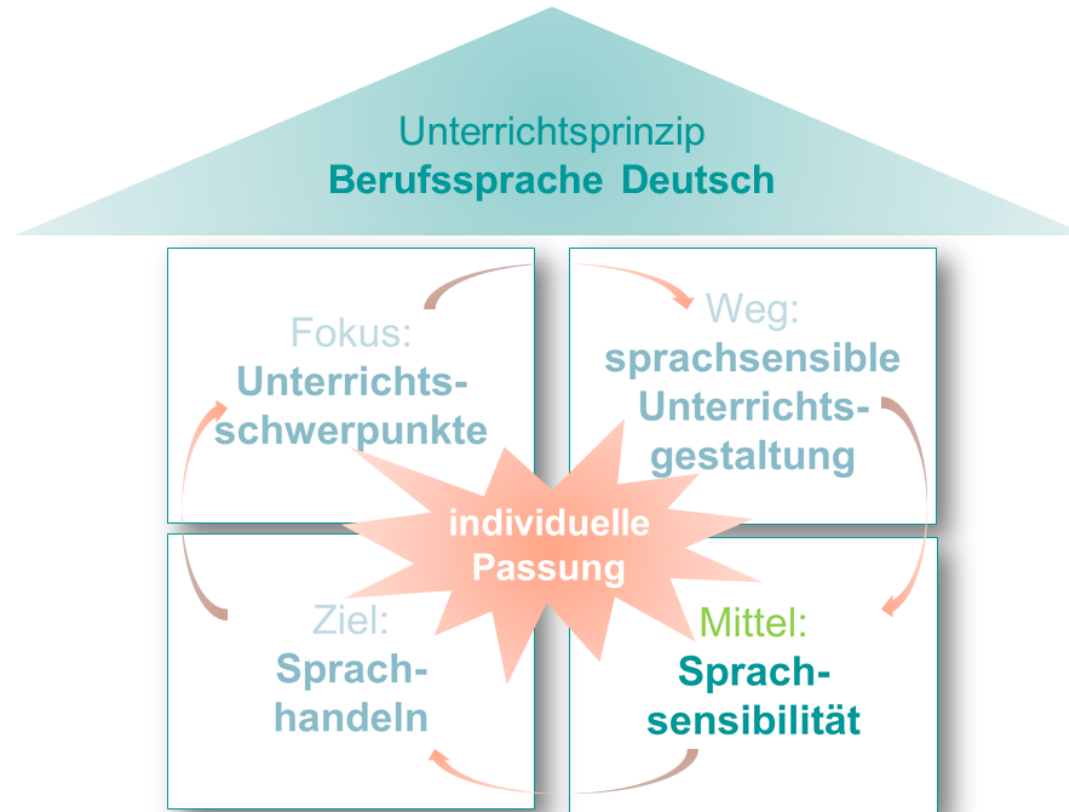 Unterrichtsprinzip
Berufssprache Deutsch
Fokus:
Unterrichts-
schwerpunkte
Weg:
sprachsensible
Unterrichts-
gestaltung
individuelle
Passung
Ziel:
Sprach-
handeln
Mittel:
Sprach-
sensibilität